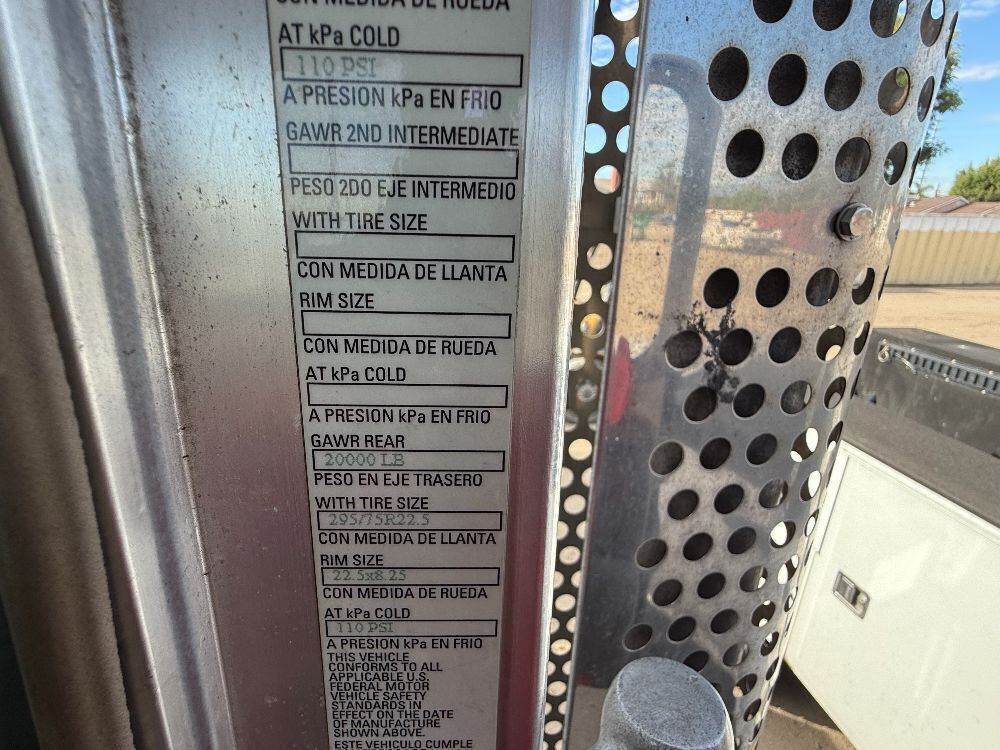 CON MEDIDA DE RUEDA
AT kPa COLD
110 PSI
A PRESION kPa EN FRIO
GAWR 2ND INTERMEDIATE
PESO 2DO EJE INTERMEDIO
WITH TIRE SIZE
CON MEDIDA DE LLANTA
RIM SIZE
CON MEDIDA DE RUEDA
AT kPa COLD
A PRESION kPa EN FRIO
GAWR REAR
20000 LB
PESO EN EJE TRASERO
WITH TIRE SIZE
295/75R22.5
CON MEDIDA DE LLANTA
RIM SIZE
22.5x8.25
CON MEDIDA DE RUEDA
AT kPa COLD
110 PSI
A PRESION kPa EN FRIO
THIS VEHICLE
CONFORMS TO ALL
APPLICABLE U.S.
FEDERAL MOTOR
VEHICLE SAFETY
STANDARDS IN
EFFECT ON THE DATE
OF MANUFACTURE
SHOWN ABOVE.
ESTE VEHICULO CUMPLE